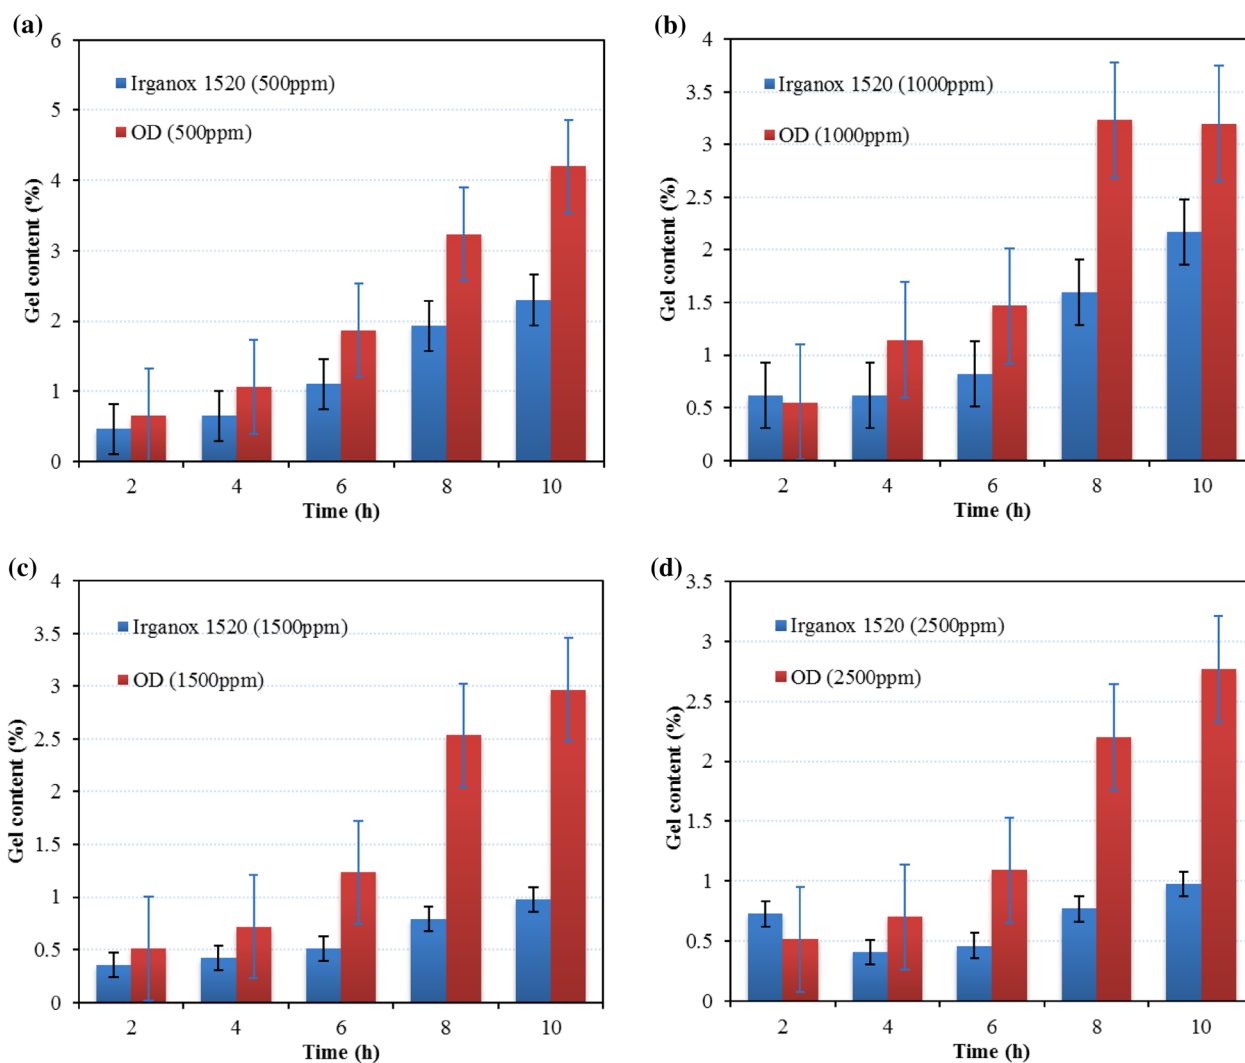 (a)
6
5
4
3
2
1
0
Gel content (%)
Irganox 1520 (500ppm)
OD (500ppm)
2 4 6 8 10
Time (h)
(b)
4
3.5
3
2.5
2
1.5
1
0.5
0
Gel content (%)
Irganox 1520 (1000ppm)
OD (1000ppm)
2 4 6 8 10
Time (h)
(c)
4
3.5
3
2.5
2
1.5
1
0.5
0
Gel content (%)
Irganox 1520 (1500ppm)
OD (1500ppm)
2 4 6 8 10
Time (h)
(d)
3.5
3
2.5
2
1.5
1
0.5
0
Gel content (%)
Irganox 1520 (2500ppm)
OD (2500ppm)
2 4 6 8 10
Time (h)